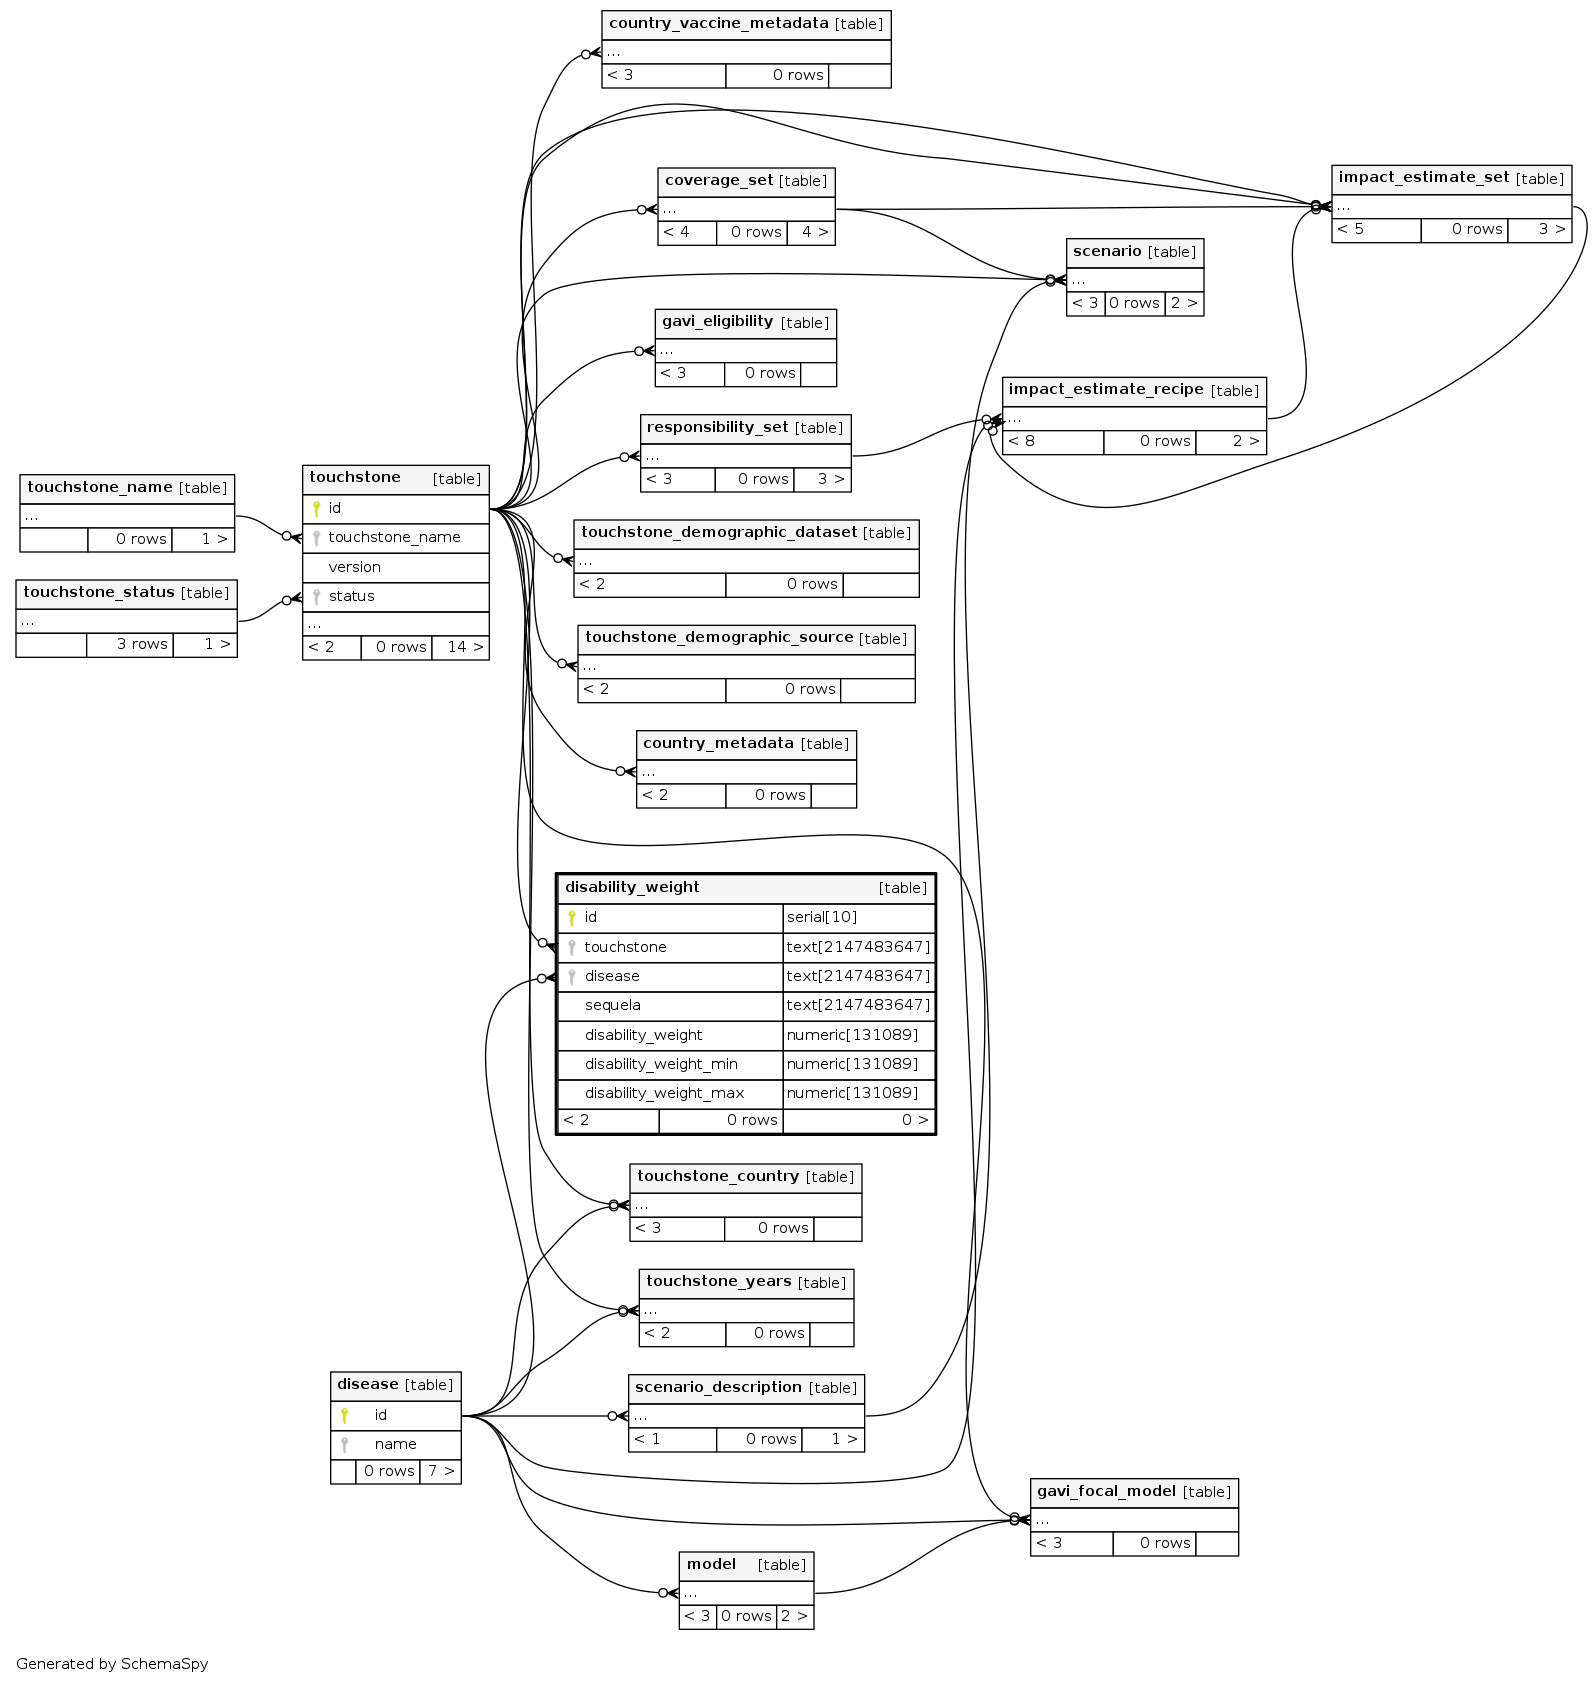 country_vaccine_metadata [table]
...
< 3 0 rows
coverage_set [table]
...
< 4 0 rows 4 >
impact_estimate_set [table]
...
< 5 0 rows 3 >
scenario [table]
...
< 3 0 rows 2 >
gavi_eligibility [table]
...
< 3 0 rows
impact_estimate_recipe [table]
...
< 8 0 rows 2 >
responsibility_set [table]
...
< 3 0 rows 3 >
touchstone_name [table]
...
0 rows 1 >
touchstone [table]
id
touchstone_name
version
status
...
< 2 0 rows 14 >
touchstone_status [table]
...
3 rows 1 >
touchstone_demographic_dataset [table]
...
< 2 0 rows
touchstone_demographic_source [table]
...
< 2 0 rows
country_metadata [table]
...
< 2 0 rows
disability_weight [table]
id serial[10]
touchstone text[2147483647]
disease text[2147483647]
sequela text[2147483647]
disability_weight numeric[131089]
disability_weight_min numeric[131089]
disability_weight_max numeric[131089]
< 2 0 rows 0 >
touchstone_country [table]
...
< 3 0 rows
touchstone_years [table]
...
< 2 0 rows
disease [table]
id
name
0 rows 7 >
scenario_description [table]
...
< 1 0 rows 1 >
gavi_focal_model [table]
...
< 3 0 rows
model [table]
...
< 3 0 rows 2 >
Generated by SchemaSpy